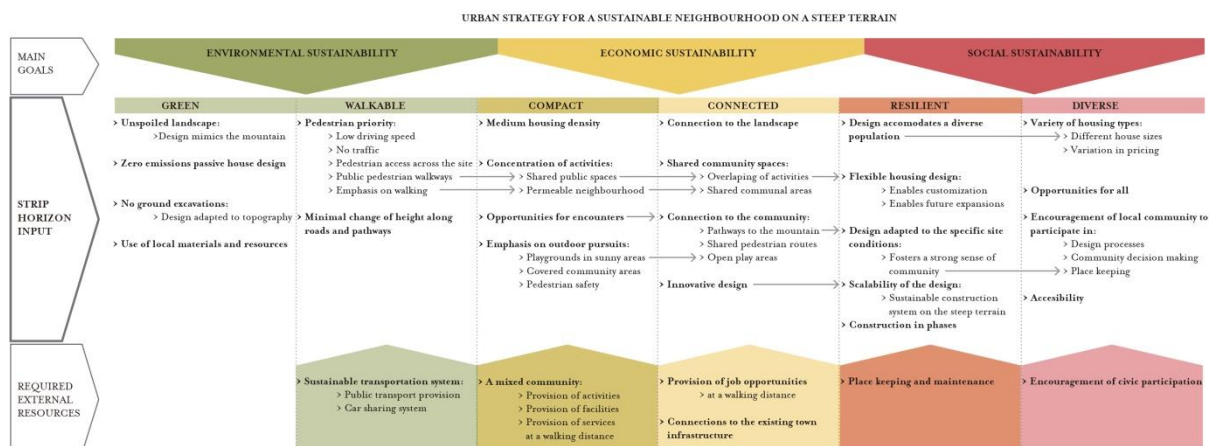 URBAN STRATEGY FOR A SUSTAINABLE NEIGHBOURHOOD ON A STEEP TERRAIN
MAIN
GOALS
ENVIRONMENTAL SUSTAINABILITY
ECONOMIC SUSTAINABILITY
SOCIAL SUSTAINABILITY
STRIP
HORIZON
INPUT
GREEN
> Unspoiled landscape:
>Design mimics the mountain
> Zero emissions passive house design
> No ground excavations:
> Design adapted to topography
> Use of local materials and resources
WALKABLE
> Pedestrian priority:
> Low driving speed
> No traffic
> Pedestrian access across the site
> Public pedestrian walkways
> Emphasis on walking
> Minimal change of height along
roads and pathways
COMPACT
> Medium housing density
> Concentration of activities:
> Shared public spaces
> Permeable neighbourhood
> Opportunities for encounters
> Emphasis on outdoor pursuits:
> Playgrounds in sunny areas
> Covered community areas
> Pedestrian safety
CONNECTED
> Connection to the landscape
> Shared community spaces:
> Overlaping of activities
> Shared communal areas
> Connection to the community:
> Pathways to the mountain
> Shared pedestrian routes
> Open play areas
> Innovative design
RESILIENT
> Design accomodates a diverse
population
> Flexible housing design:
> Enables customization
> Enables future expansions
> Design adapted to the specific site
conditions:
> Fosters a strong sense of
community
> Scalability of the design:
> Sustainable construction
system on the steep terrain
> Construction in phases
DIVERSE
> Variety of housing types:
> Different house sizes
> Variation in pricing
> Opportunities for all
> Encouragement of local community to
participate in:
> Design processes
> Community decision making
> Place keeping
> Accesibility
REQUIRED
EXTERNAL
RESOURCES
> Sustainable transportation system:
> Public transport provision
> Car sharing system
> A mixed community:
> Provision of activities
> Provision of facilities
> Provision of services
at a walking distance
> Provision of job opportunities
> at a walking distance
> Connections to the existing town
infrastructure
> Place keeping and maintenance
> Encouragement of civic participation